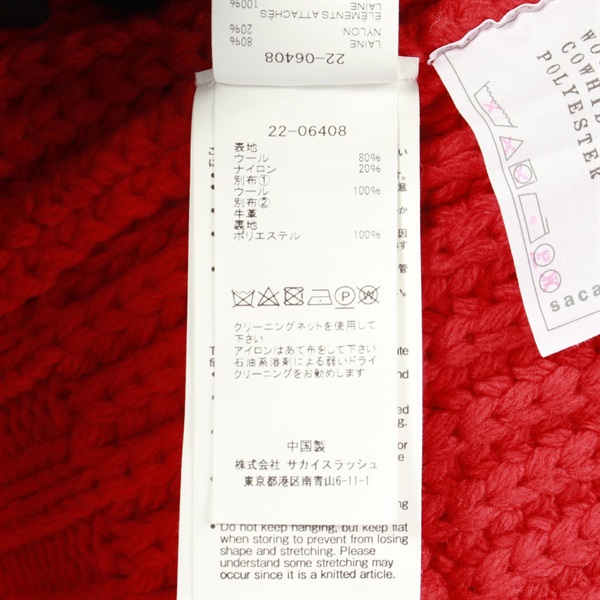 22-06408
LAINE 80%
NYLON 20%
ÉLÉMENTS ATTACHÉS
LAINE 100%
22-06408
表地
ウール 80%
ナイロン 20%
別布①
ウール 100%
別布②
牛革
裏地
ポリエステル 100%
クリーニングネットを使用して
下さい
アイロンはあて布をして下さい
石油系溶剤による弱いドライ
クリーニングをお勧めします
中国製
株式会社 サカイスラッシュ
東京都港区南青山6-11-1
Do not keep hanging, but keep flat
when storing to prevent from losing
shape and stretching. Please
understand some stretching may
occur since it is a knitted article.
COWHI
POLYESTER
saca